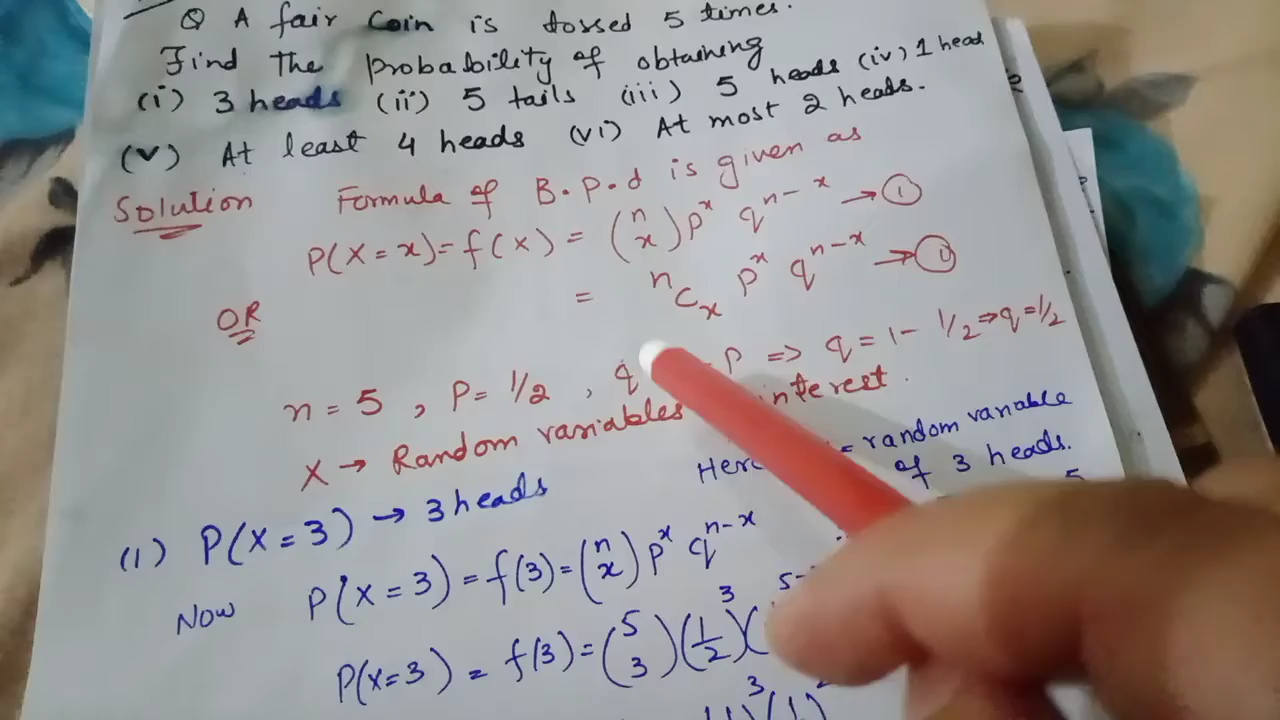 Q A fair Coin is tossed 5 times.
Find the probability of obtaining
(i) 3 heads (ii) 5 tails (iii) 5 heads (iv) 1 head
(v) At least 4 heads (vi) At most 2 heads.
Solution Formula of B.p.d is given as
P(X = x) = f(x) = (n x) p^x q^{n-x} → ①
OR = nCx p^x q^{n-x} → ①
n = 5 , P = 1/2 , q - P ⇒ q = 1 - 1/2 ⇒ q = 1/2
X → Random variables interest.
Here = random variable
of 3 heads.
(1) P(X = 3) → 3 heads
Now P(X = 3) = f(3) = (n x) p^x q^{n-x}
P(X=3) = f(3) = (5 3) (1/2)^3 (